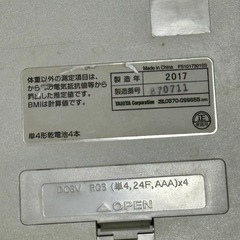 Made in China FS101790102
体重以外の測定項目は、
から 電気抵抗値等から
算出した推定値です。
BMIは計算値です。
製造年 2017
製造番号 870711
TANITA Corporation
単4形乾電池4本
正
DC6V R03 (単4,24F,AAA)x4
OPEN